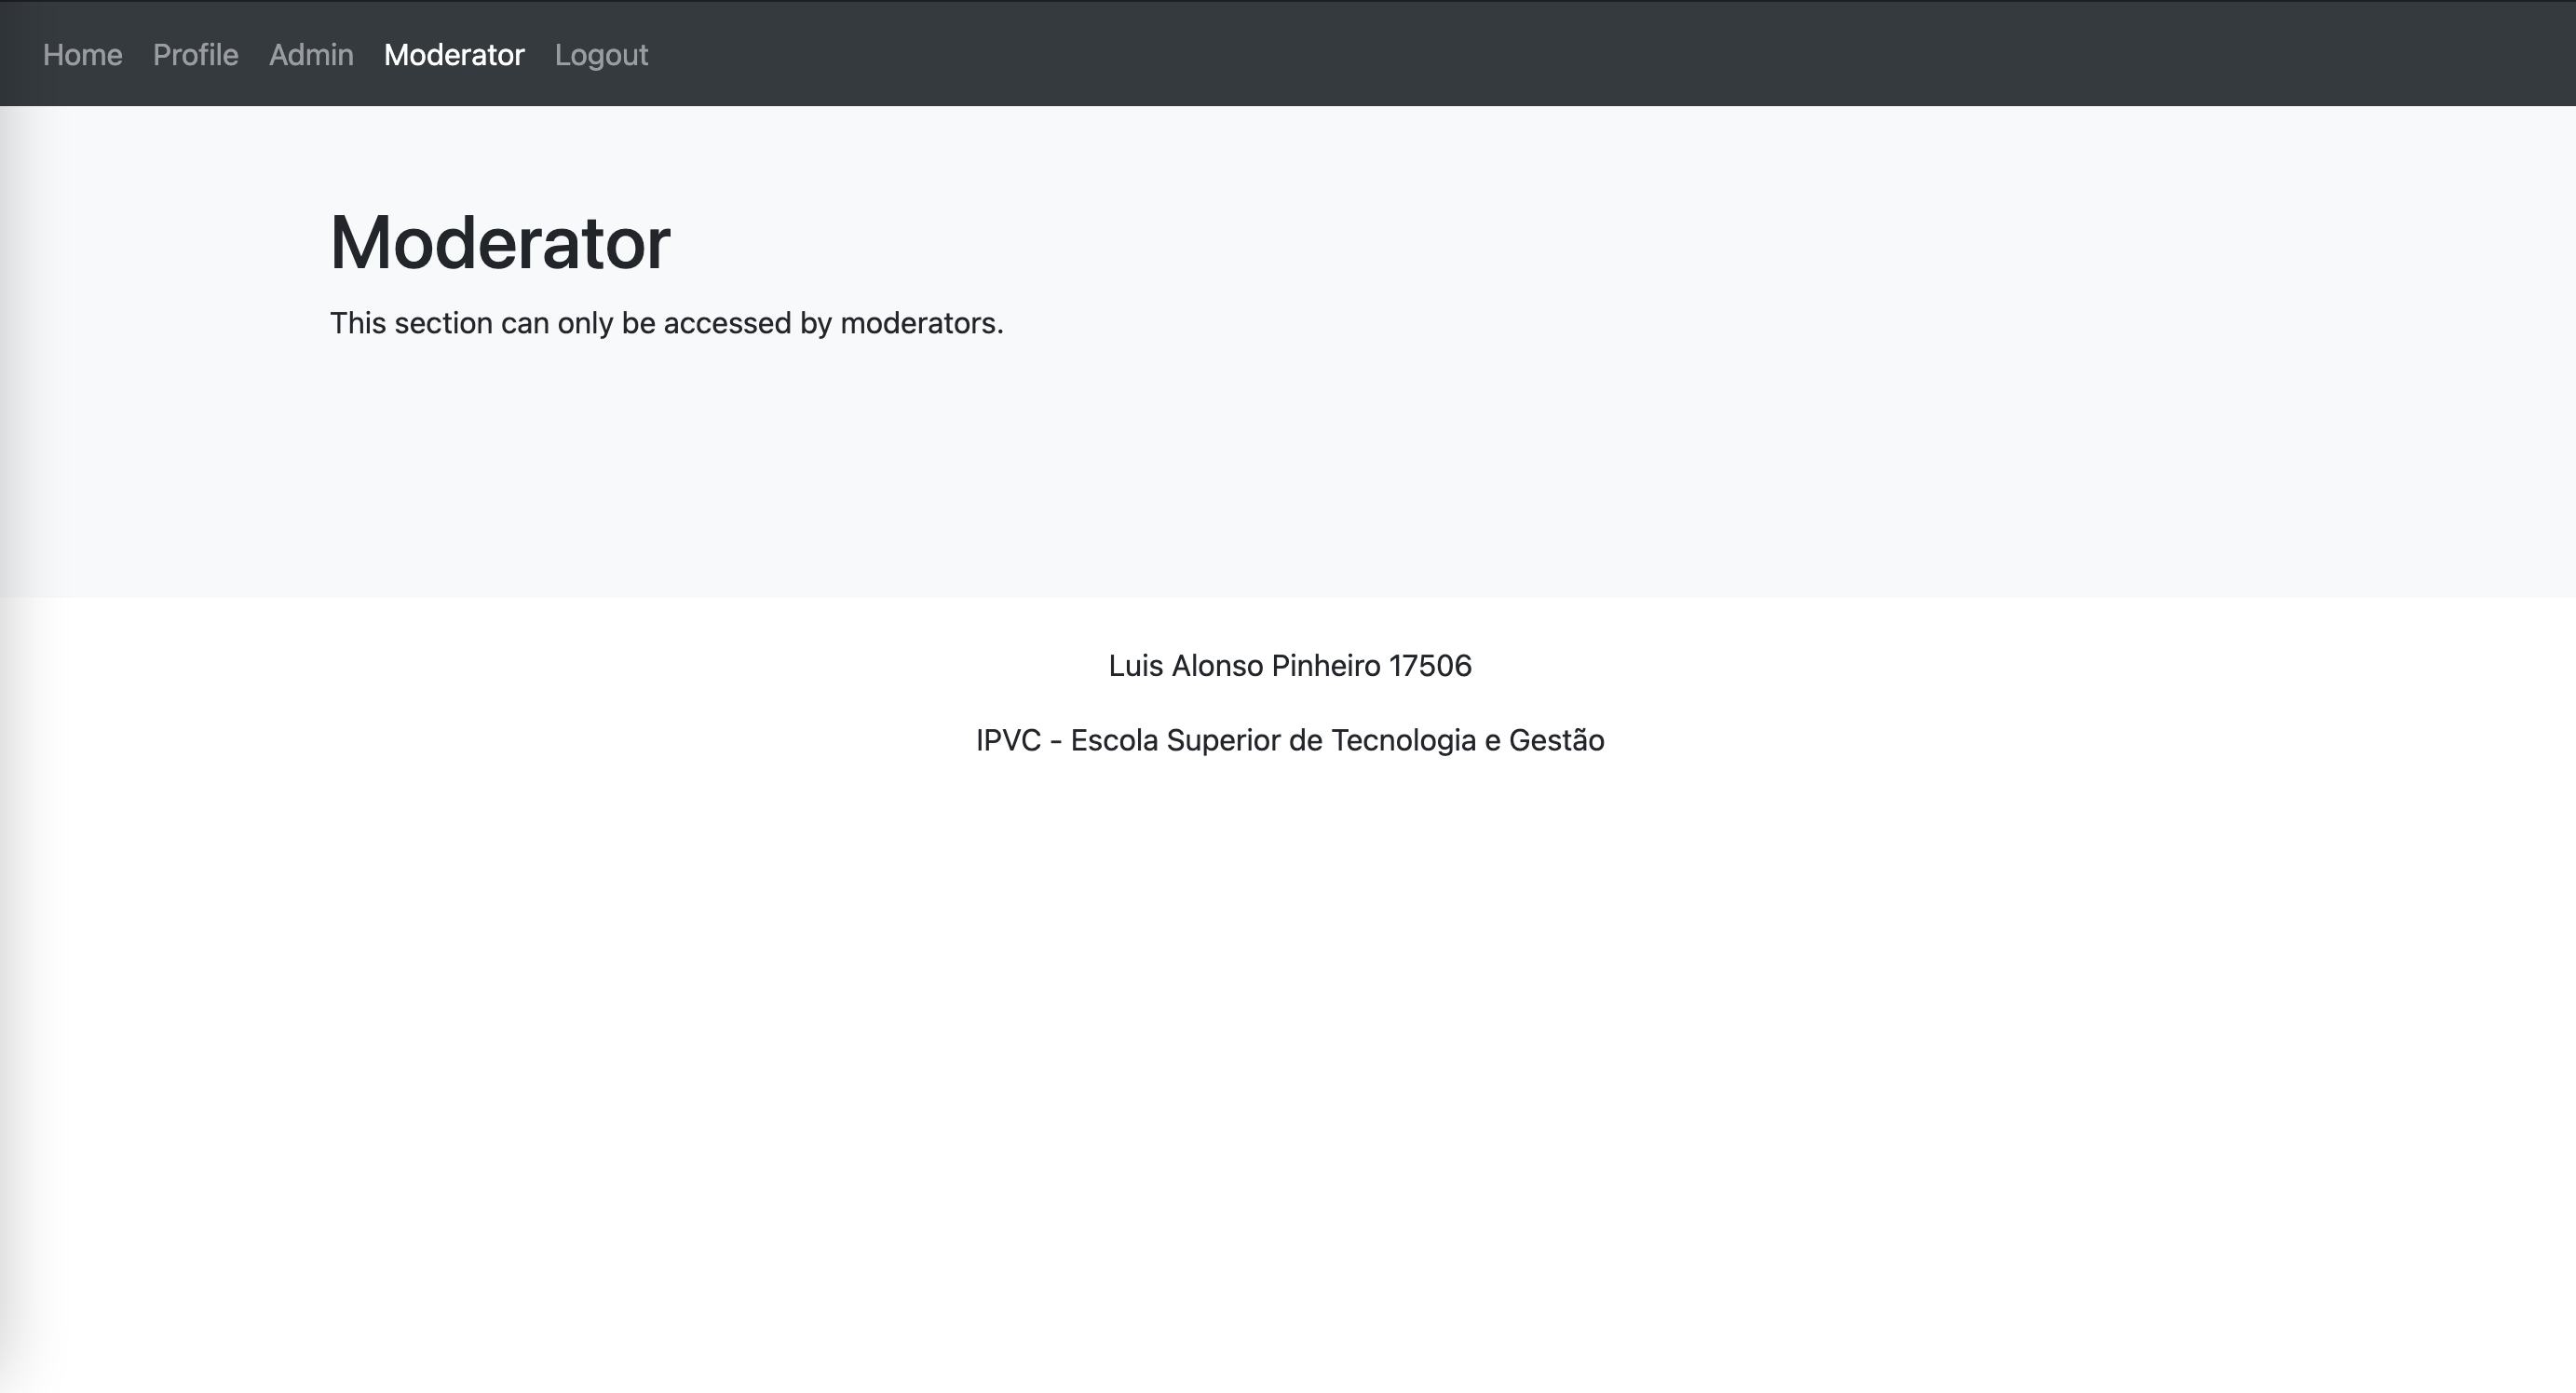 Home Profile Admin Moderator Logout
Moderator
This section can only be accessed by moderators.
Luis Alonso Pinheiro 17506
IPVC - Escola Superior de Tecnologia e Gestão